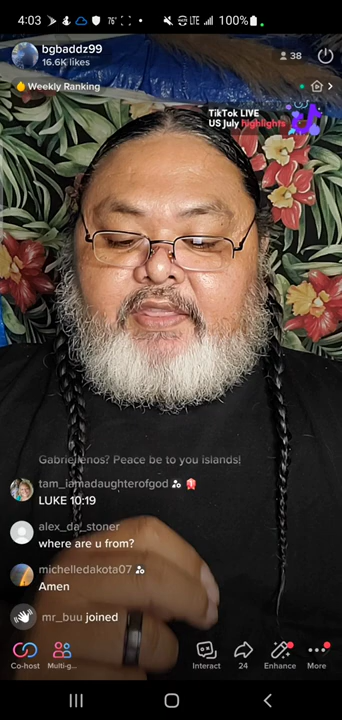 4:03
76°
LTE
100%
bgbaddz99
16.6K likes
38
Weekly Ranking
TikTok LIVE
US July highlights
Peace be to you islands!
tam_iamadaughterofgod
LUKE 10:19
alex_da_stoner
where are u from?
michelledakota07
Amen
mr_buu joined
Co-host
Multi-g...
Interact
24
Enhance
More